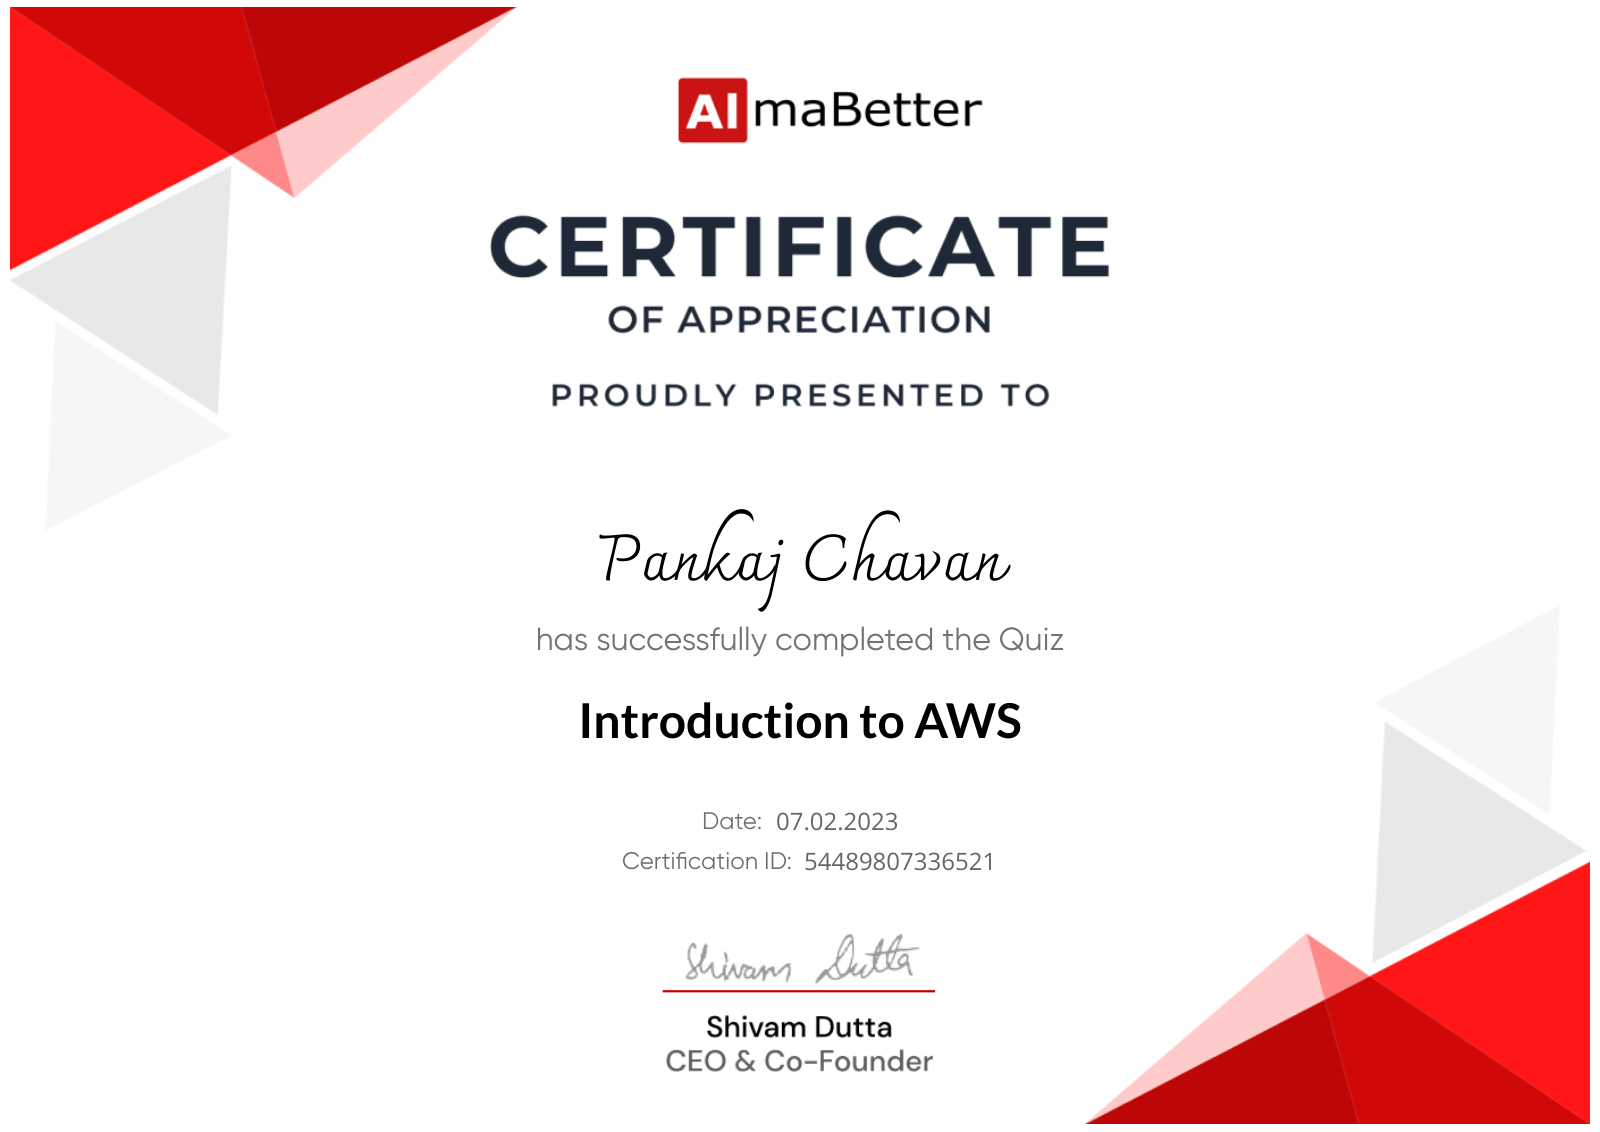 AlmaBetter
CERTIFICATE
OF APPRECIATION
PROUDLY PRESENTED TO
Pankaj Chavan
has successfully completed the Quiz
Introduction to AWS
Date: 07.02.2023
Certification ID: 54489807336521
Shivam Dutta
Shivam Dutta
CEO & Co-Founder